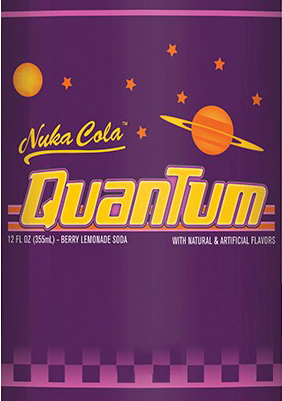 Nuka Cola™
Quantum
12 FL OZ (355mL) - BERRY LEMONADE SODA
WITH NATURAL & ARTIFICIAL FLAVORS